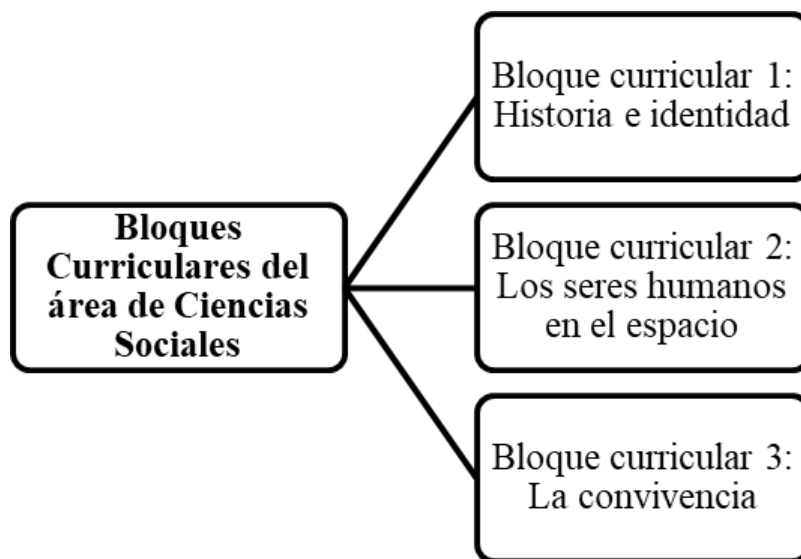 Bloques
Curriculares del
área de Ciencias
Sociales
Bloque curricular 1:
Historia e identidad
Bloque curricular 2:
Los seres humanos
en el espacio
Bloque curricular 3:
La convivencia